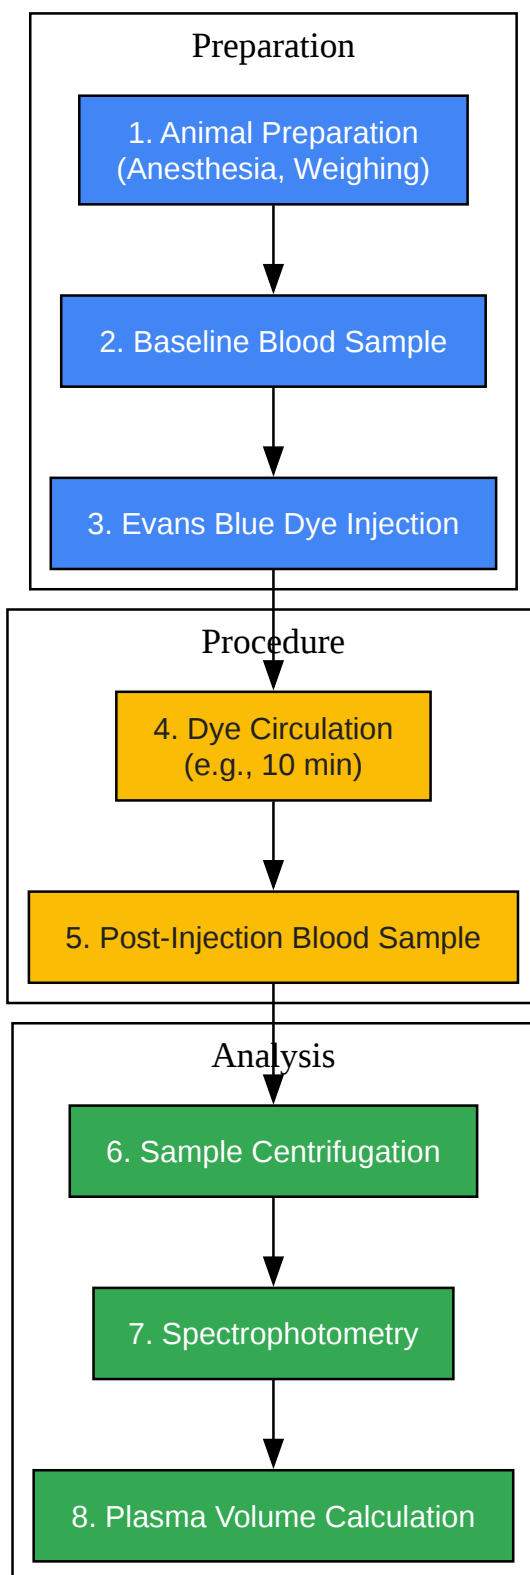 Preparation
1. Animal Preparation
(Anesthesia, Weighing)
2. Baseline Blood Sample
3. Evans Blue Dye Injection
Procedure
4. Dye Circulation
(e.g., 10 min)
5. Post-Injection Blood Sample
Analysis
6. Sample Centrifugation
7. Spectrophotometry
8. Plasma Volume Calculation